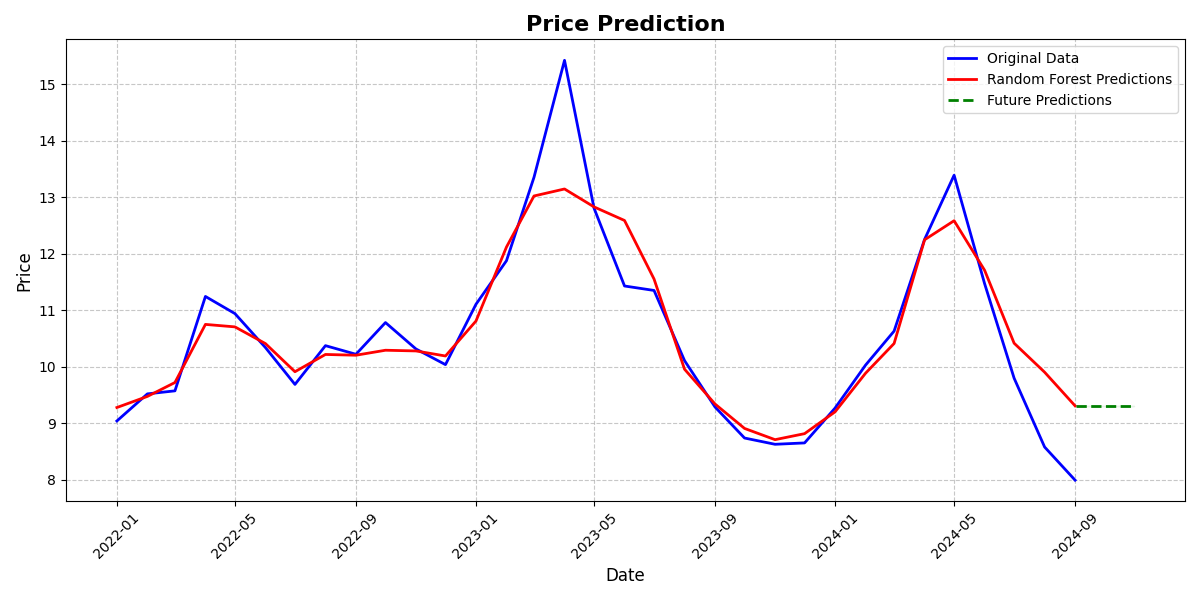 Price Prediction
Original Data
Random Forest Predictions
Future Predictions
Price
15
14
13
12
11
10
9
8
2022-01
2022-05
2022-09
2023-01
2023-05
2023-09
2024-01
2024-05
2024-09
Date